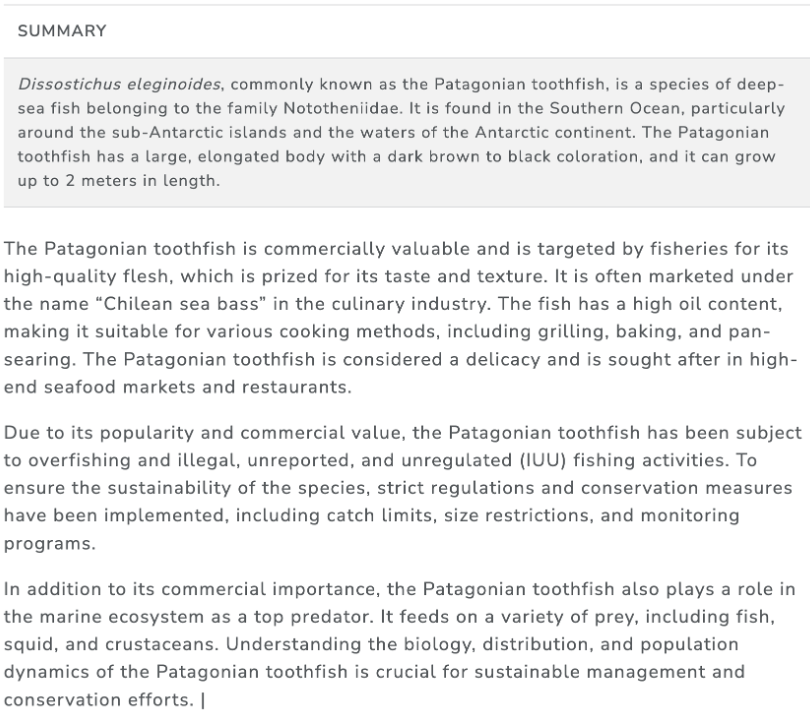 SUMMARY
Dissostichus eleginoides, commonly known as the Patagonian toothfish, is a species of deep-
sea fish belonging to the family Nototheniidae. It is found in the Southern Ocean, particularly
around the sub-Antarctic islands and the waters of the Antarctic continent. The Patagonian
toothfish has a large, elongated body with a dark brown to black coloration, and it can grow
up to 2 meters in length.
The Patagonian toothfish is commercially valuable and is targeted by fisheries for its
high-quality flesh, which is prized for its taste and texture. It is often marketed under
the name “Chilean sea bass” in the culinary industry. The fish has a high oil content,
making it suitable for various cooking methods, including grilling, baking, and pan-
searing. The Patagonian toothfish is considered a delicacy and is sought after in high-
end seafood markets and restaurants.
Due to its popularity and commercial value, the Patagonian toothfish has been subject
to overfishing and illegal, unreported, and unregulated (IUU) fishing activities. To
ensure the sustainability of the species, strict regulations and conservation measures
have been implemented, including catch limits, size restrictions, and monitoring
programs.
In addition to its commercial importance, the Patagonian toothfish also plays a role in
the marine ecosystem as a top predator. It feeds on a variety of prey, including fish,
squid, and crustaceans. Understanding the biology, distribution, and population
dynamics of the Patagonian toothfish is crucial for sustainable management and
conservation efforts. |